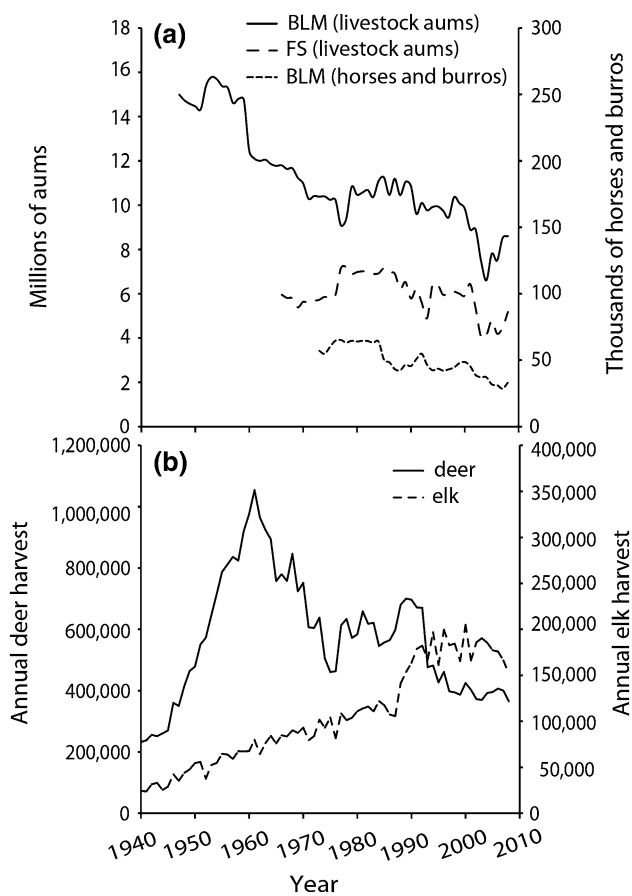 (a)
BLM (livestock aums)
FS (livestock aums)
BLM (horses and burros)
18
16
14
12
10
8
6
4
2
0
Millions of aums
300
250
200
150
100
50
0
Thousands of horses and burros
(b)
deer
elk
1,200,000
1,000,000
800,000
600,000
400,000
200,000
0
Annual deer harvest
400,000
350,000
300,000
250,000
200,000
150,000
100,000
50,000
0
Annual elk harvest
1940 1950 1960 1970 1980 1990 2000 2010
Year